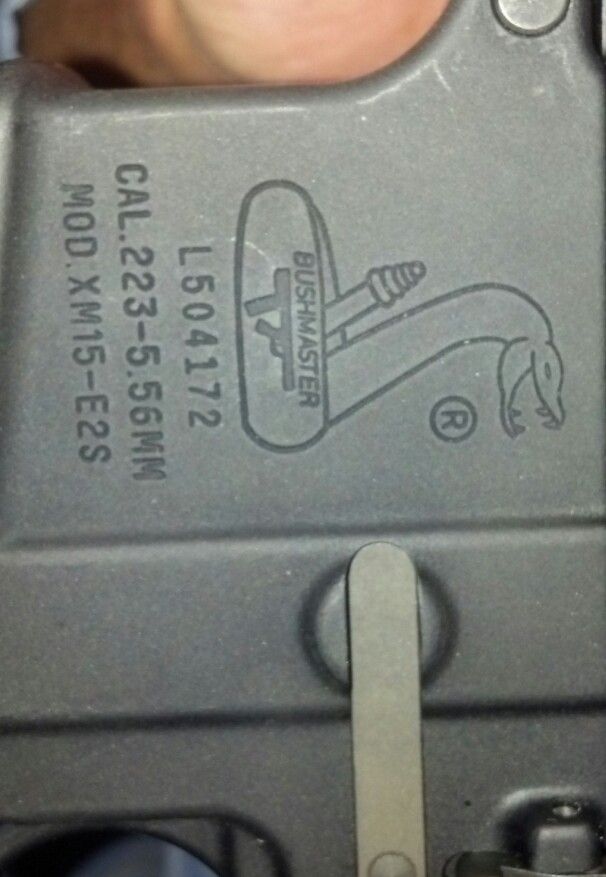 BUSHMASTER
®
L504172
CAL.223-5.56MM
MOD.XM15-E2S